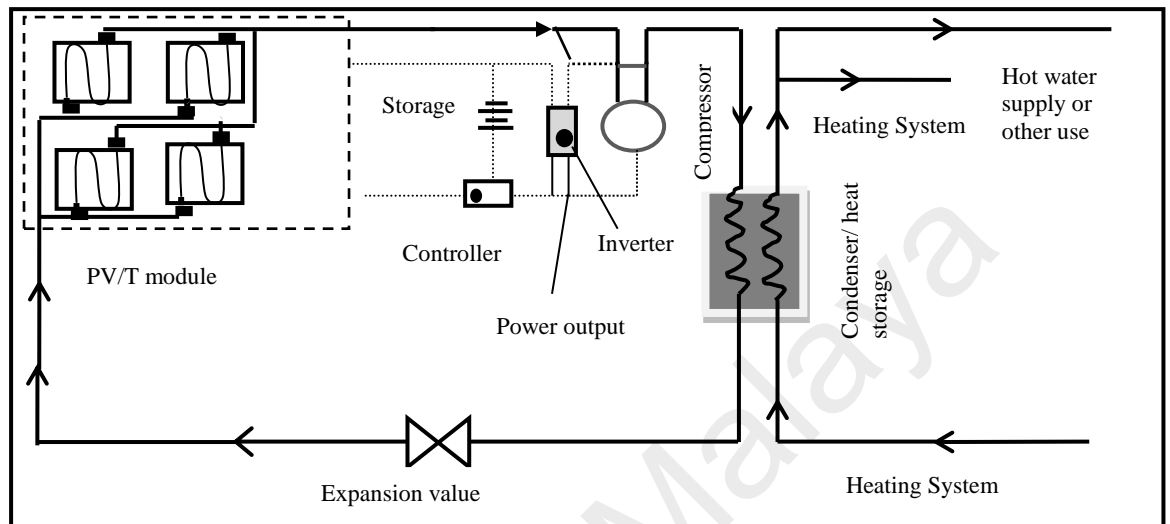 Storage
Compressor
Heating System
Hot water
supply or
other use
Controller
Inverter
PV/T module
Power output
Condenser/ heat
storage
Expansion value
Heating System
Malaya